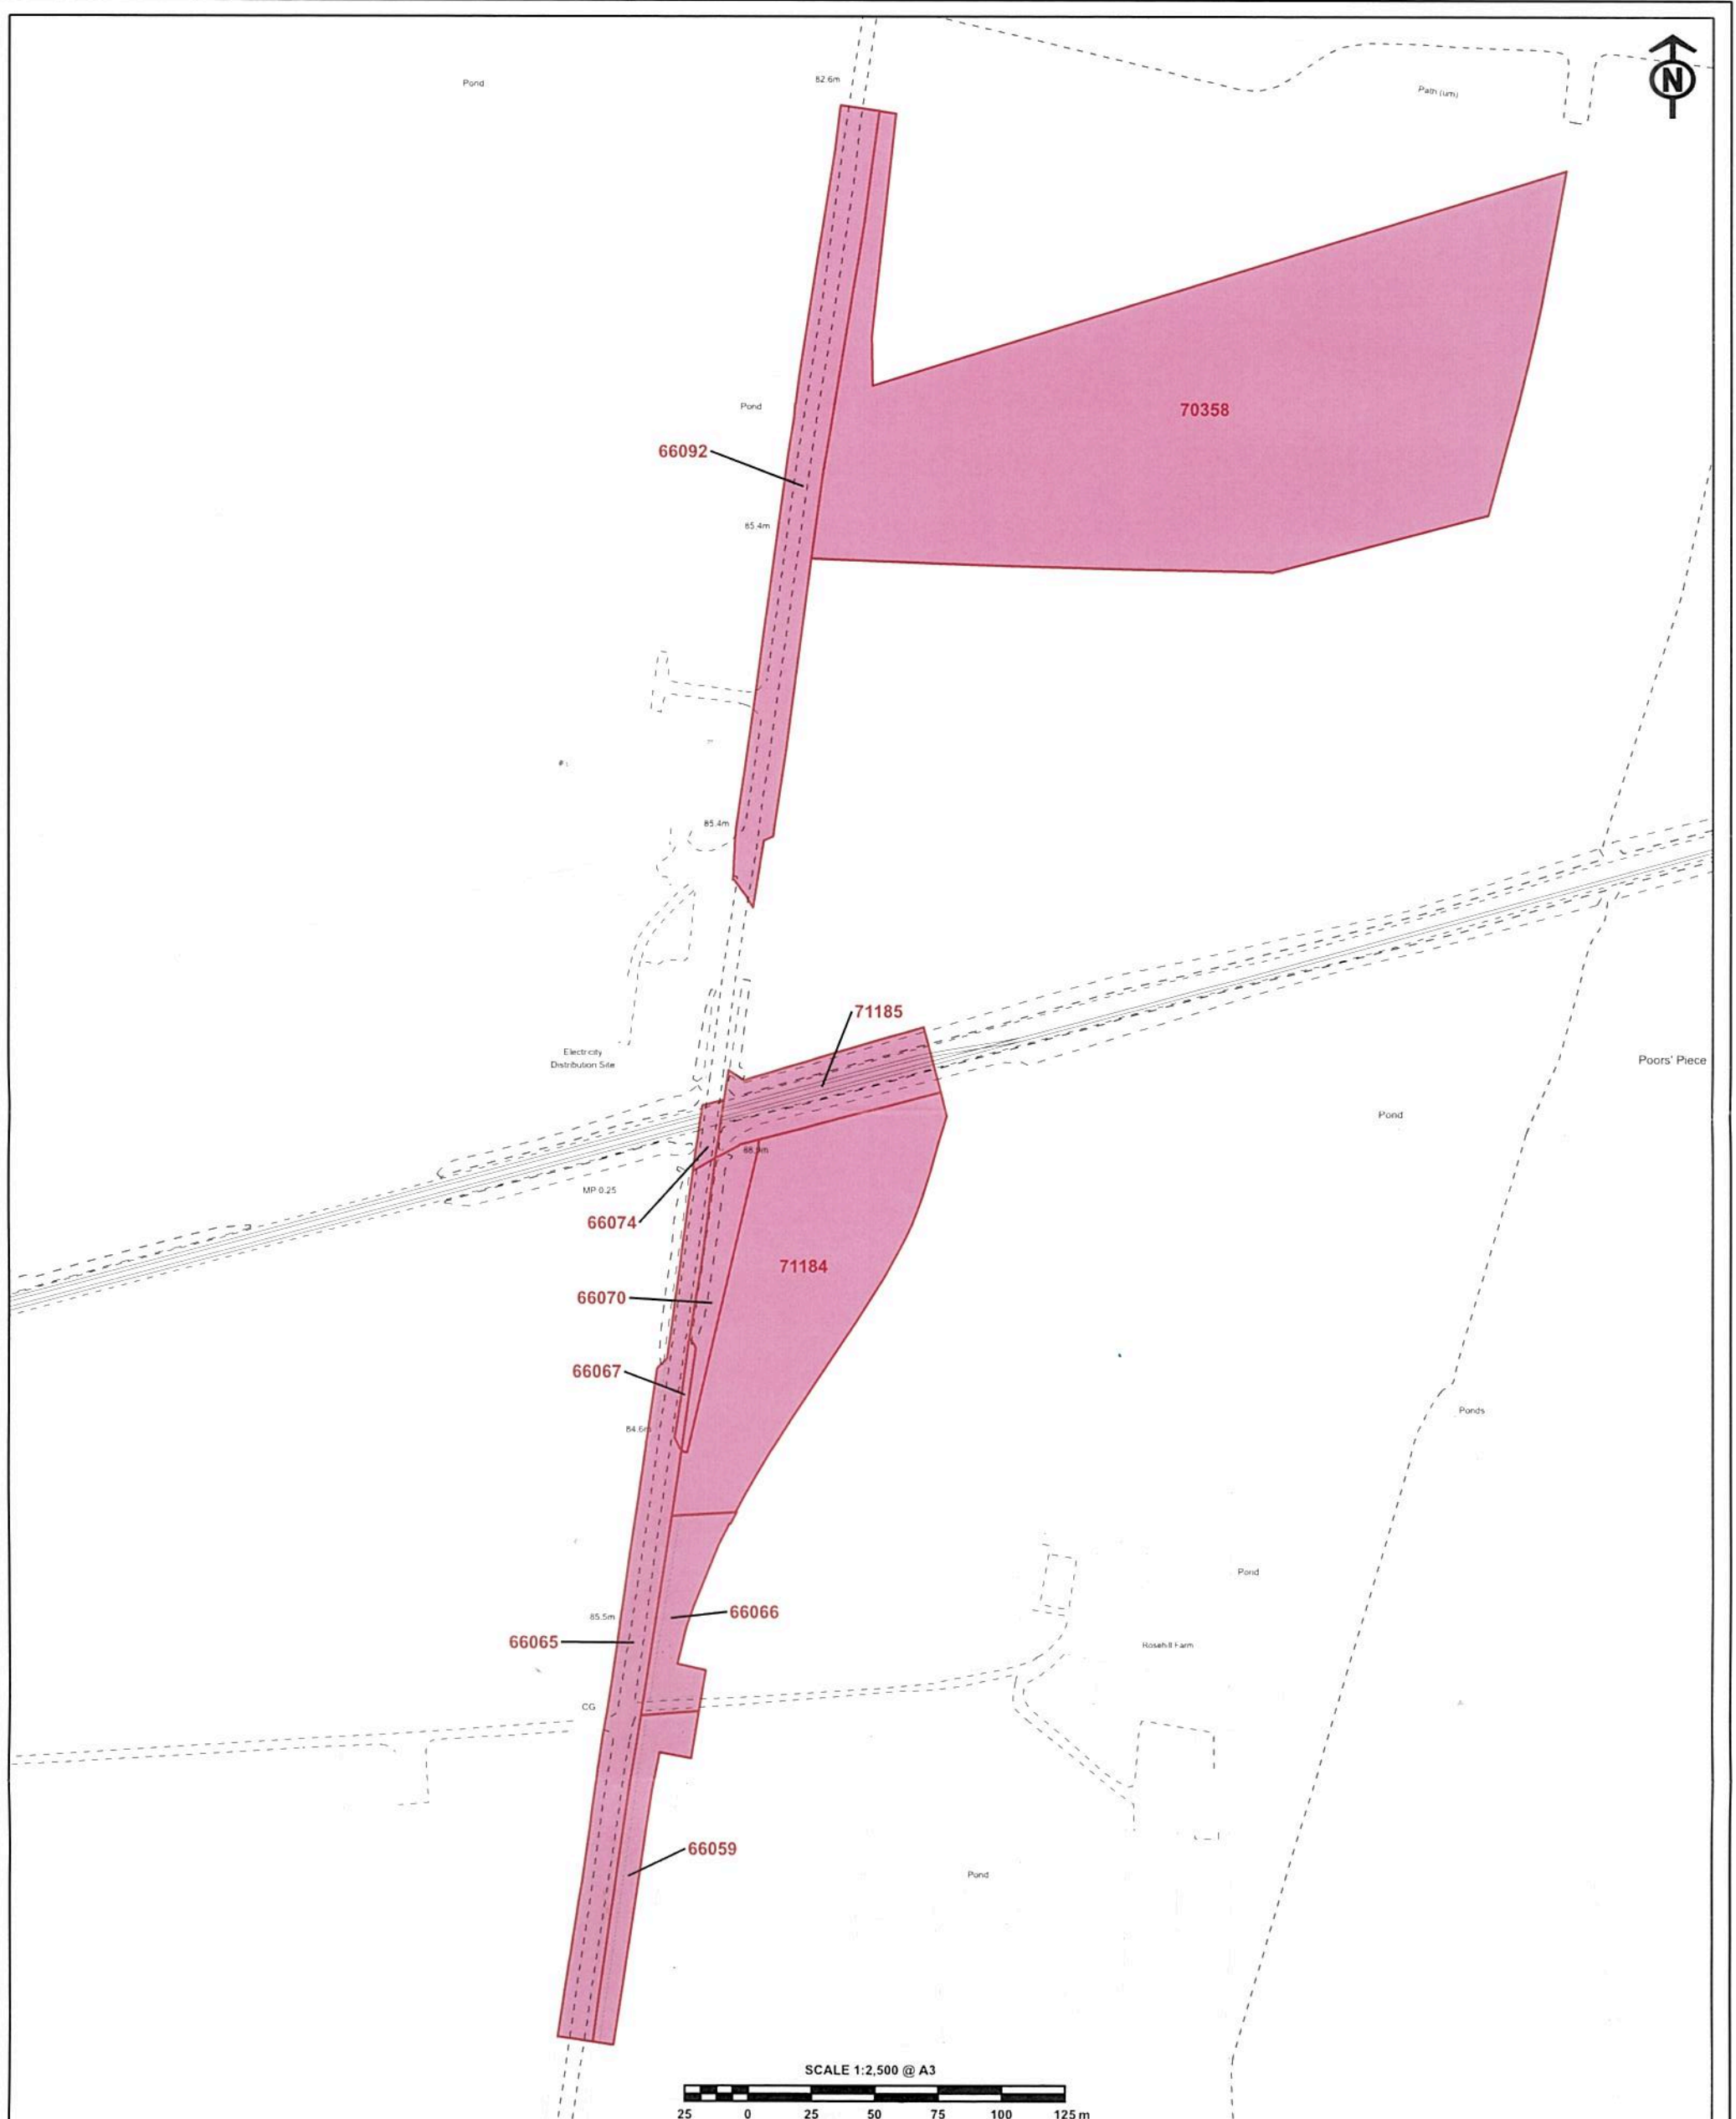 N
Pond
82.6m
Path (um)
70358
Pond
66092
85.4m
85.4m
71185
Electricity
Distribution Site
Poors' Piece
Pond
MP 0.25
66074
71184
66070
66067
84.6m
Ponds
Pond
66066
85.5m
66065
Rosehill Farm
CG
66059
Pond
SCALE 1:2,500 @ A3
25 0 25 50 75 100 125 m